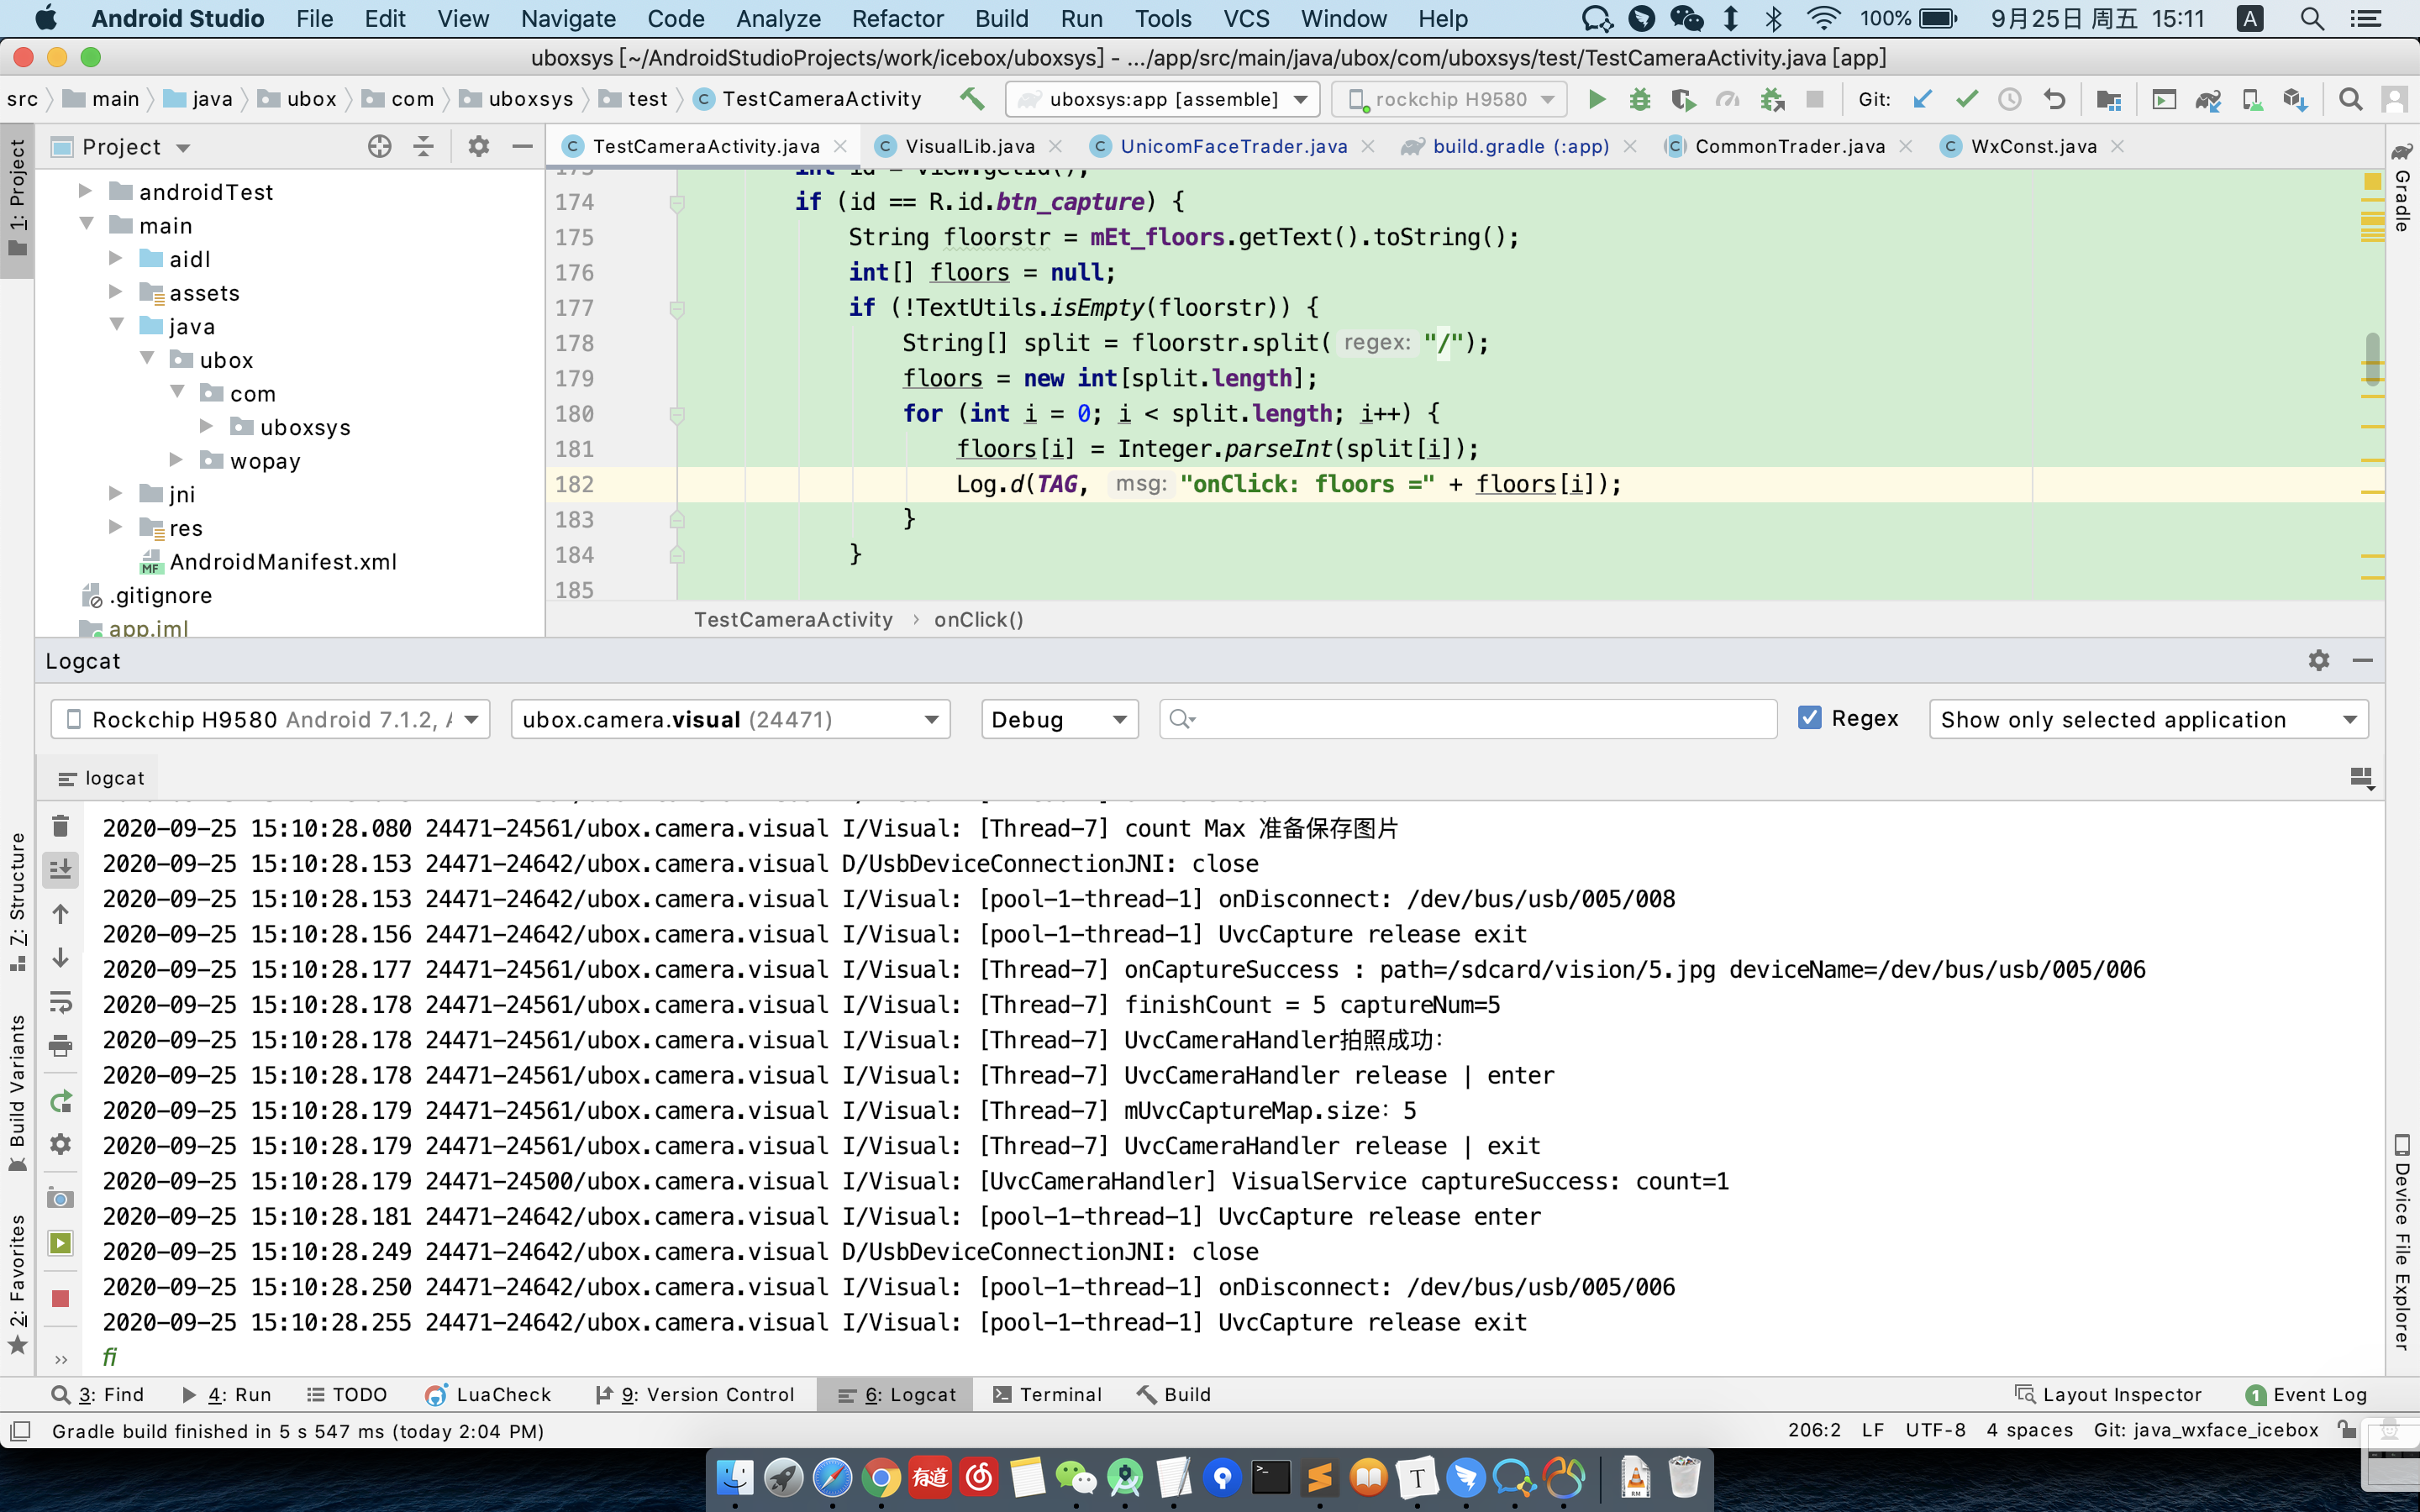 Android Studio File Edit View Navigate Code Analyze Refactor Build Run Tools VCS Window Help 100% 9月25日 周五 15:11 A
uboxsys [~/AndroidStudioProjects/work/icebox/uboxsys] - .../app/src/main/java/ubox/com/uboxsys/test/TestCameraActivity.java [app]
src main java ubox com uboxsys test TestCameraActivity uboxsys:app [assemble] rockchip H9580 Git:
Project
TestCameraActivity.java VisualLib.java UnicomFaceTrader.java build.gradle (:app) CommonTrader.java WxConst.java
1: Project
Gradle
androidTest
main
aidl
assets
java
ubox
com
uboxsys
wopay
jni
res
AndroidManifest.xml
.gitignore
app.iml
173 int id = view.getId();
174 if (id == R.id.btn_capture) {
175 String floorstr = mEt_floors.getText().toString();
176 int[] floors = null;
177 if (!TextUtils.isEmpty(floorstr)) {
178 String[] split = floorstr.split( regex: "/");
179 floors = new int[split.length];
180 for (int i = 0; i < split.length; i++) {
181 floors[i] = Integer.parseInt(split[i]);
182 Log.d(TAG, msg: "onClick: floors =" + floors[i]);
183 }
184 }
185
TestCameraActivity › onClick()
Logcat
Rockchip H9580 Android 7.1.2, ubox.camera.visual (24471) Debug Regex Show only selected application
logcat
2020-09-25 15:10:28.080 24471-24561/ubox.camera.visual I/Visual: [Thread-7] count Max 准备保存图片
2020-09-25 15:10:28.153 24471-24642/ubox.camera.visual D/UsbDeviceConnectionJNI: close
2020-09-25 15:10:28.153 24471-24642/ubox.camera.visual I/Visual: [pool-1-thread-1] onDisconnect: /dev/bus/usb/005/008
2020-09-25 15:10:28.156 24471-24642/ubox.camera.visual I/Visual: [pool-1-thread-1] UvcCapture release exit
2020-09-25 15:10:28.177 24471-24561/ubox.camera.visual I/Visual: [Thread-7] onCaptureSuccess : path=/sdcard/vision/5.jpg deviceName=/dev/bus/usb/005/006
2020-09-25 15:10:28.178 24471-24561/ubox.camera.visual I/Visual: [Thread-7] finishCount = 5 captureNum=5
2020-09-25 15:10:28.178 24471-24561/ubox.camera.visual I/Visual: [Thread-7] UvcCameraHandler拍照成功:
2020-09-25 15:10:28.178 24471-24561/ubox.camera.visual I/Visual: [Thread-7] UvcCameraHandler release | enter
2020-09-25 15:10:28.179 24471-24561/ubox.camera.visual I/Visual: [Thread-7] mUvcCaptureMap.size: 5
2020-09-25 15:10:28.179 24471-24561/ubox.camera.visual I/Visual: [Thread-7] UvcCameraHandler release | exit
2020-09-25 15:10:28.179 24471-24500/ubox.camera.visual I/Visual: [UvcCameraHandler] VisualService captureSuccess: count=1
2020-09-25 15:10:28.181 24471-24642/ubox.camera.visual I/Visual: [pool-1-thread-1] UvcCapture release enter
2020-09-25 15:10:28.249 24471-24642/ubox.camera.visual D/UsbDeviceConnectionJNI: close
2020-09-25 15:10:28.250 24471-24642/ubox.camera.visual I/Visual: [pool-1-thread-1] onDisconnect: /dev/bus/usb/005/006
2020-09-25 15:10:28.255 24471-24642/ubox.camera.visual I/Visual: [pool-1-thread-1] UvcCapture release exit
fi
7: Structure
Build Variants
2: Favorites
Device File Explorer
3: Find 4: Run TODO LuaCheck 9: Version Control 6: Logcat Terminal Build Layout Inspector 1 Event Log
Gradle build finished in 5 s 547 ms (today 2:04 PM) 206:2 LF UTF-8 4 spaces Git: java_wxface_icebox
有道